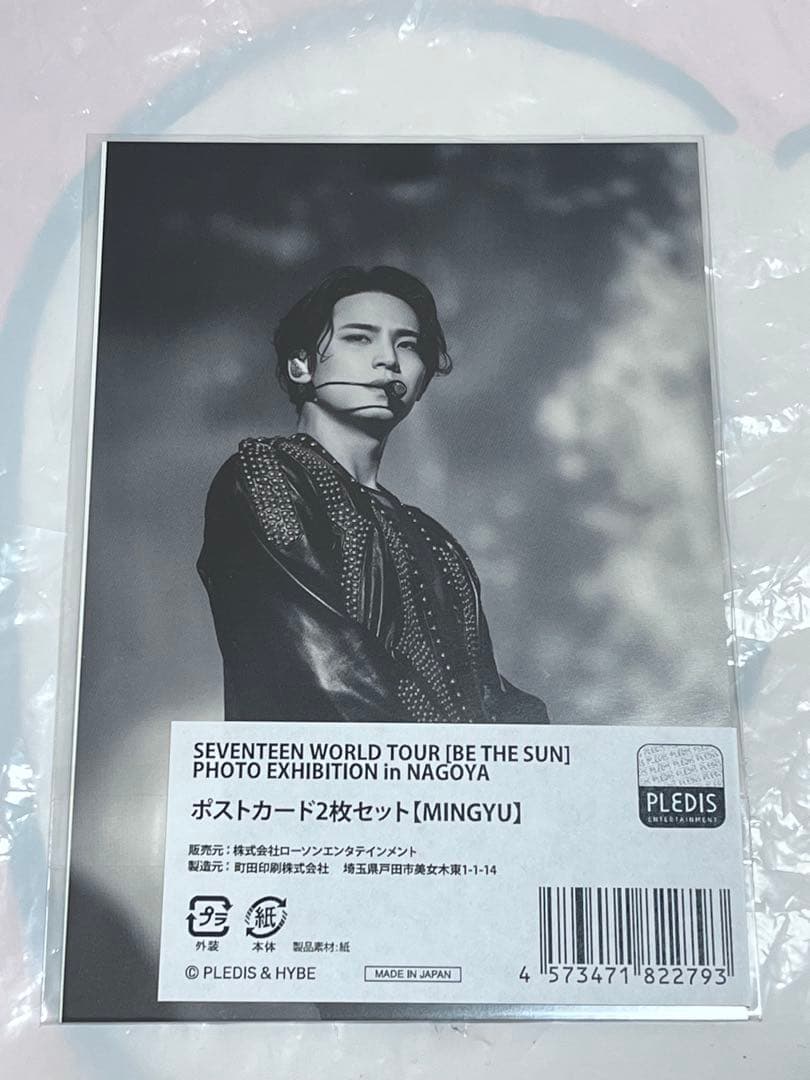 SEVENTEEN WORLD TOUR [BE THE SUN]
PHOTO EXHIBITION in NAGOYA
ポストカード2枚セット【MINGYU】
PLEDIS
ENTERTAINMENT
販売元：株式会社ローソンエンタテインメント
製造元：町田印刷株式会社 埼玉県戸田市美女木東1-1-14
プラ
外装
紙
本体
製品素材:紙
© PLEDIS & HYBE
MADE IN JAPAN
4 573471 822793